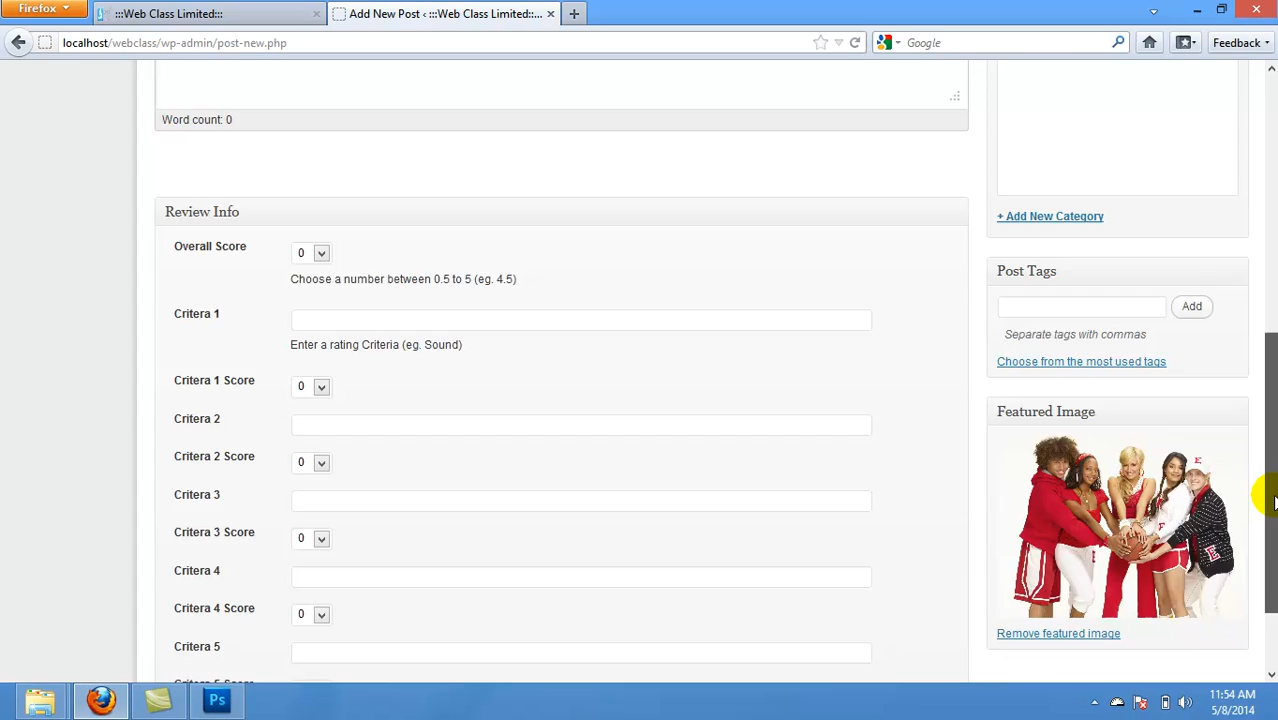 Firefox
:::Web Class Limited:::
Add New Post ‹ :::Web Class Limited::...
localhost/webclass/wp-admin/post-new.php
Google
Feedback
Word count: 0
+ Add New Category
Review Info
Overall Score
0
Choose a number between 0.5 to 5 (eg. 4.5)
Post Tags
Add
Critera 1
Separate tags with commas
Enter a rating Criteria (eg. Sound)
Choose from the most used tags
Critera 1 Score
0
Featured Image
Critera 2
Critera 2 Score
0
E
Critera 3
E
Critera 3 Score
0
E
E
Critera 4
Critera 4 Score
0
Remove featured image
Critera 5
Ps
11:54 AM
5/8/2014